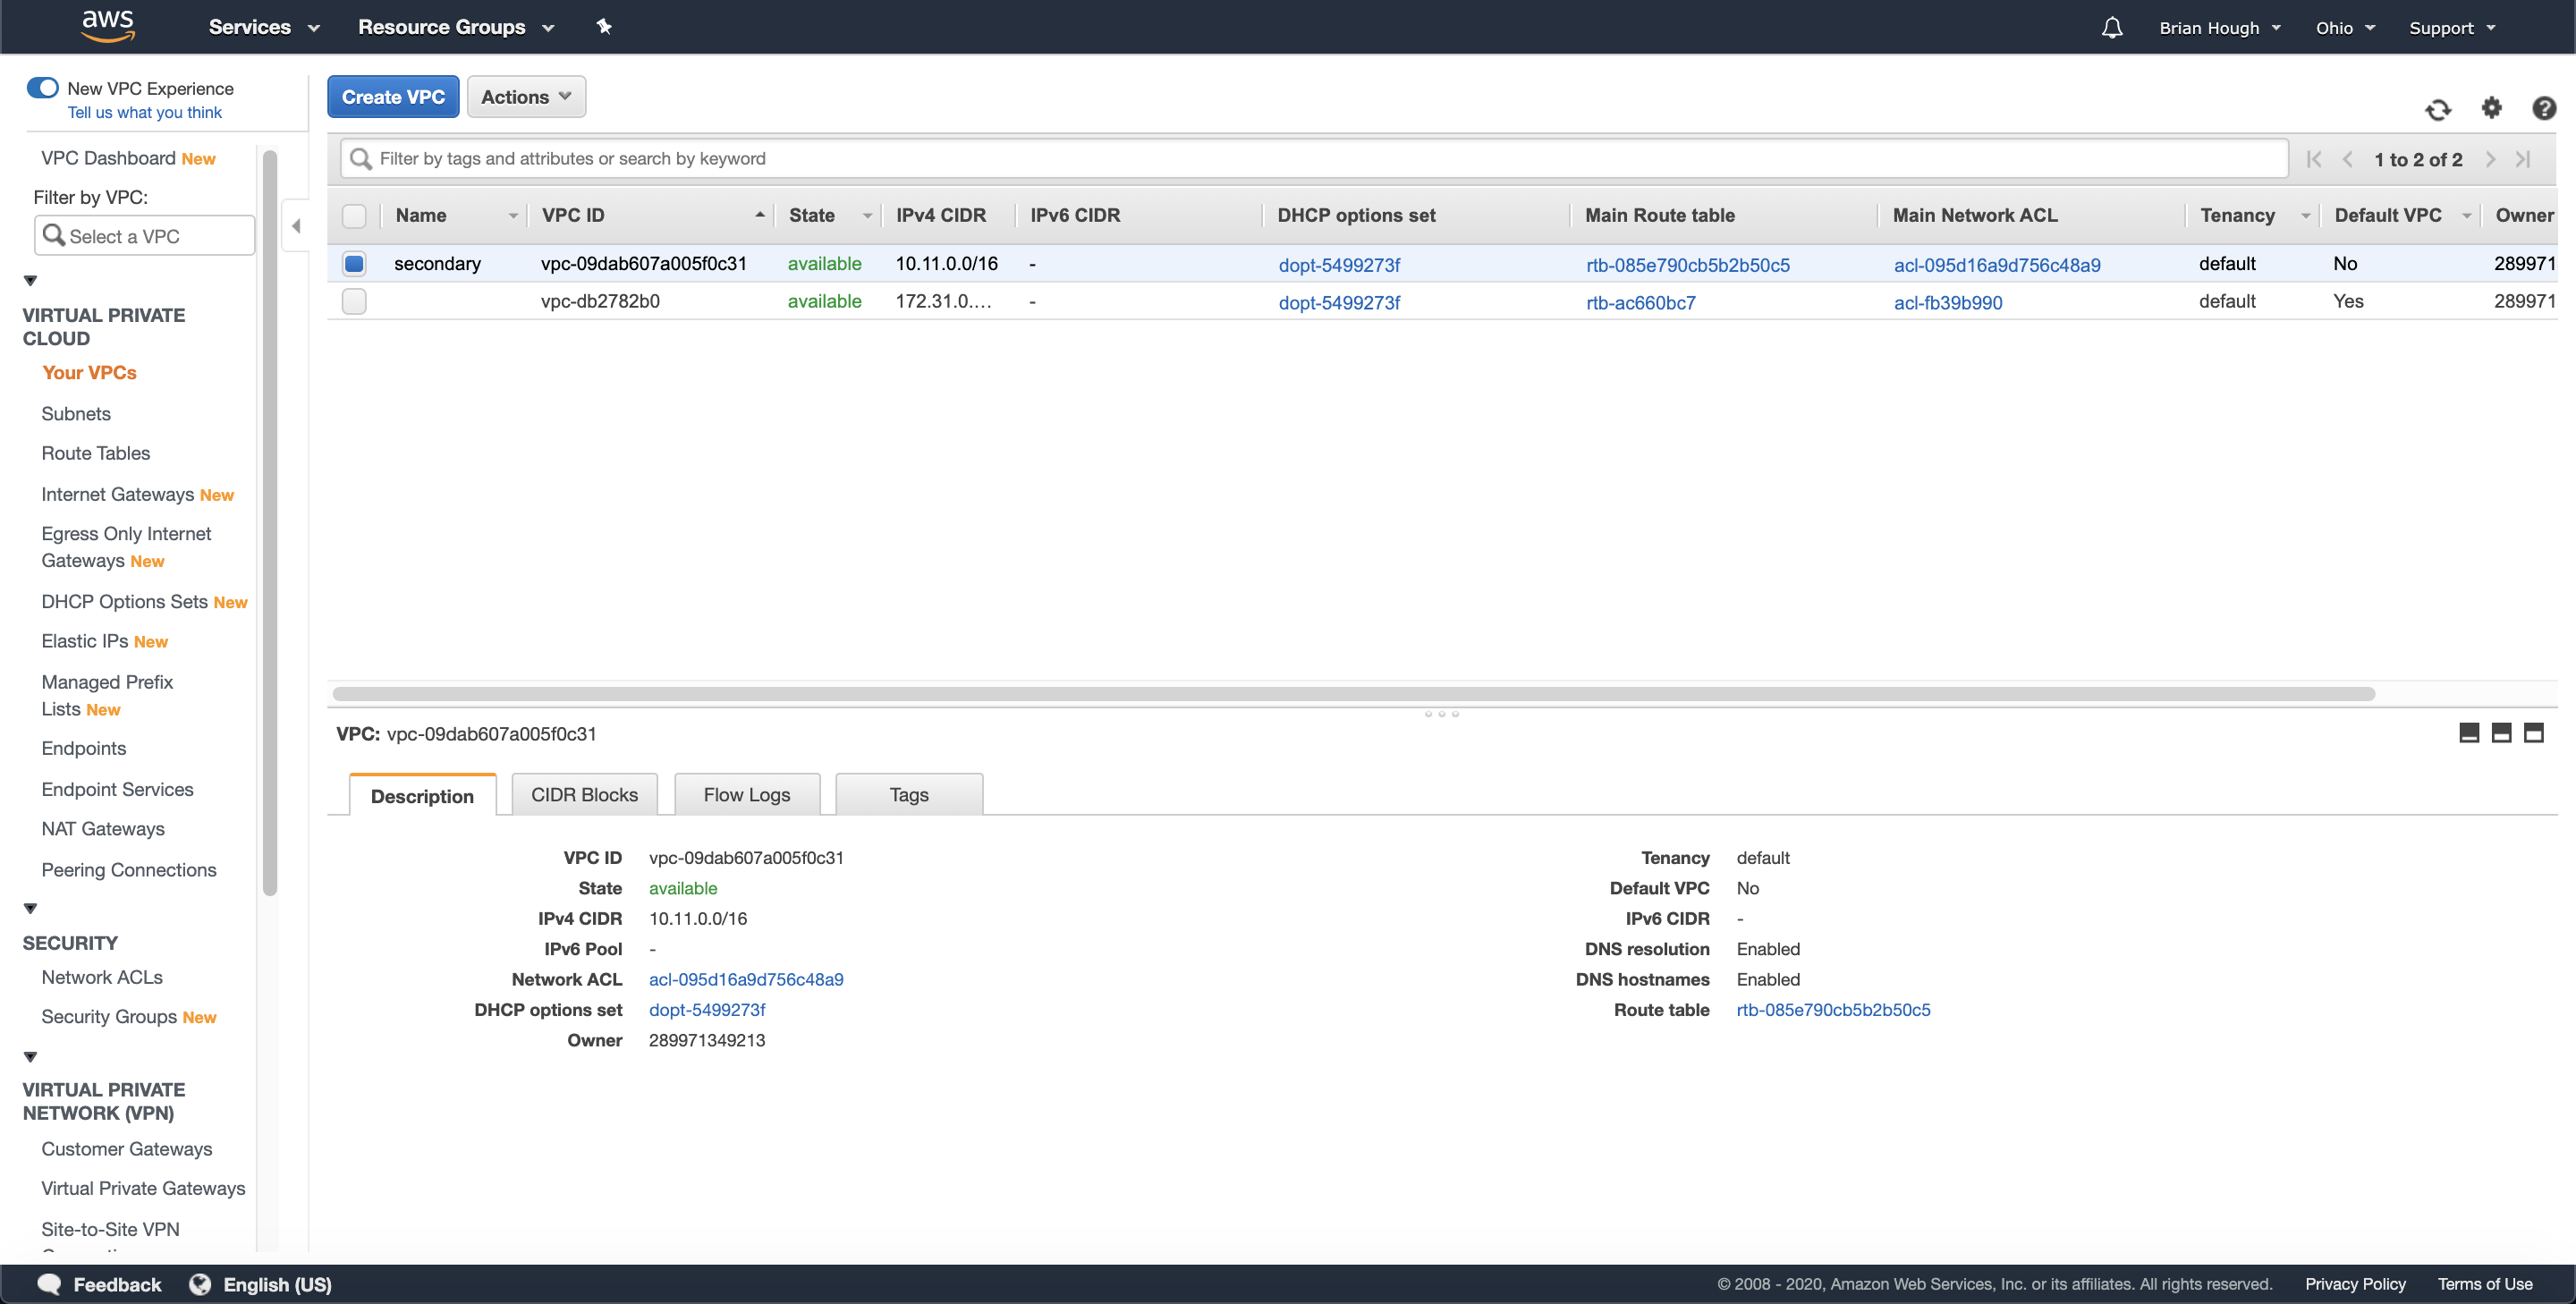 aws Services Resource Groups Brian Hough Ohio Support
New VPC Experience
Tell us what you think
VPC Dashboard New
Filter by VPC:
Select a VPC
VIRTUAL PRIVATE
CLOUD
Your VPCs
Subnets
Route Tables
Internet Gateways New
Egress Only Internet
Gateways New
DHCP Options Sets New
Elastic IPs New
Managed Prefix
Lists New
Endpoints
Endpoint Services
NAT Gateways
Peering Connections
SECURITY
Network ACLs
Security Groups New
VIRTUAL PRIVATE
NETWORK (VPN)
Customer Gateways
Virtual Private Gateways
Site-to-Site VPN
Create VPC Actions
Filter by tags and attributes or search by keyword 1 to 2 of 2
Name VPC ID State IPv4 CIDR IPv6 CIDR DHCP options set Main Route table Main Network ACL Tenancy Default VPC Owner
secondary vpc-09dab607a005f0c31 available 10.11.0.0/16 - dopt-5499273f rtb-085e790cb5b2b50c5 acl-095d16a9d756c48a9 default No 289971
vpc-db2782b0 available 172.31.0.... - dopt-5499273f rtb-ac660bc7 acl-fb39b990 default Yes 289971
VPC: vpc-09dab607a005f0c31
Description CIDR Blocks Flow Logs Tags
VPC ID vpc-09dab607a005f0c31
State available
IPv4 CIDR 10.11.0.0/16
IPv6 Pool -
Network ACL acl-095d16a9d756c48a9
DHCP options set dopt-5499273f
Owner 289971349213
Tenancy default
Default VPC No
IPv6 CIDR -
DNS resolution Enabled
DNS hostnames Enabled
Route table rtb-085e790cb5b2b50c5
Feedback English (US) © 2008 - 2020, Amazon Web Services, Inc. or its affiliates. All rights reserved. Privacy Policy Terms of Use